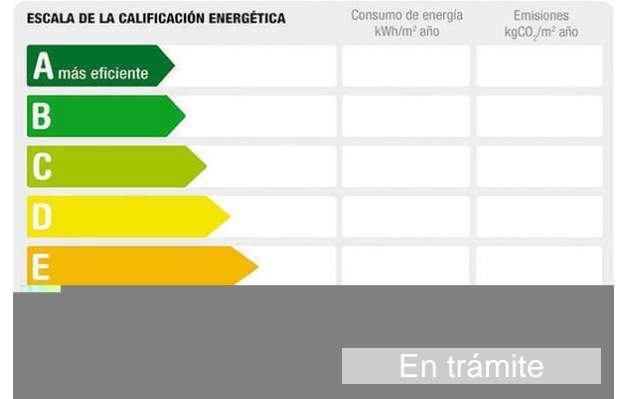 ESCALA DE LA CALIFICACIÓN ENERGÉTICA
Consumo de energía
kWh/m² año
Emisiones
kgCO₂/m² año
A más eficiente
B
C
D
E
En trámite